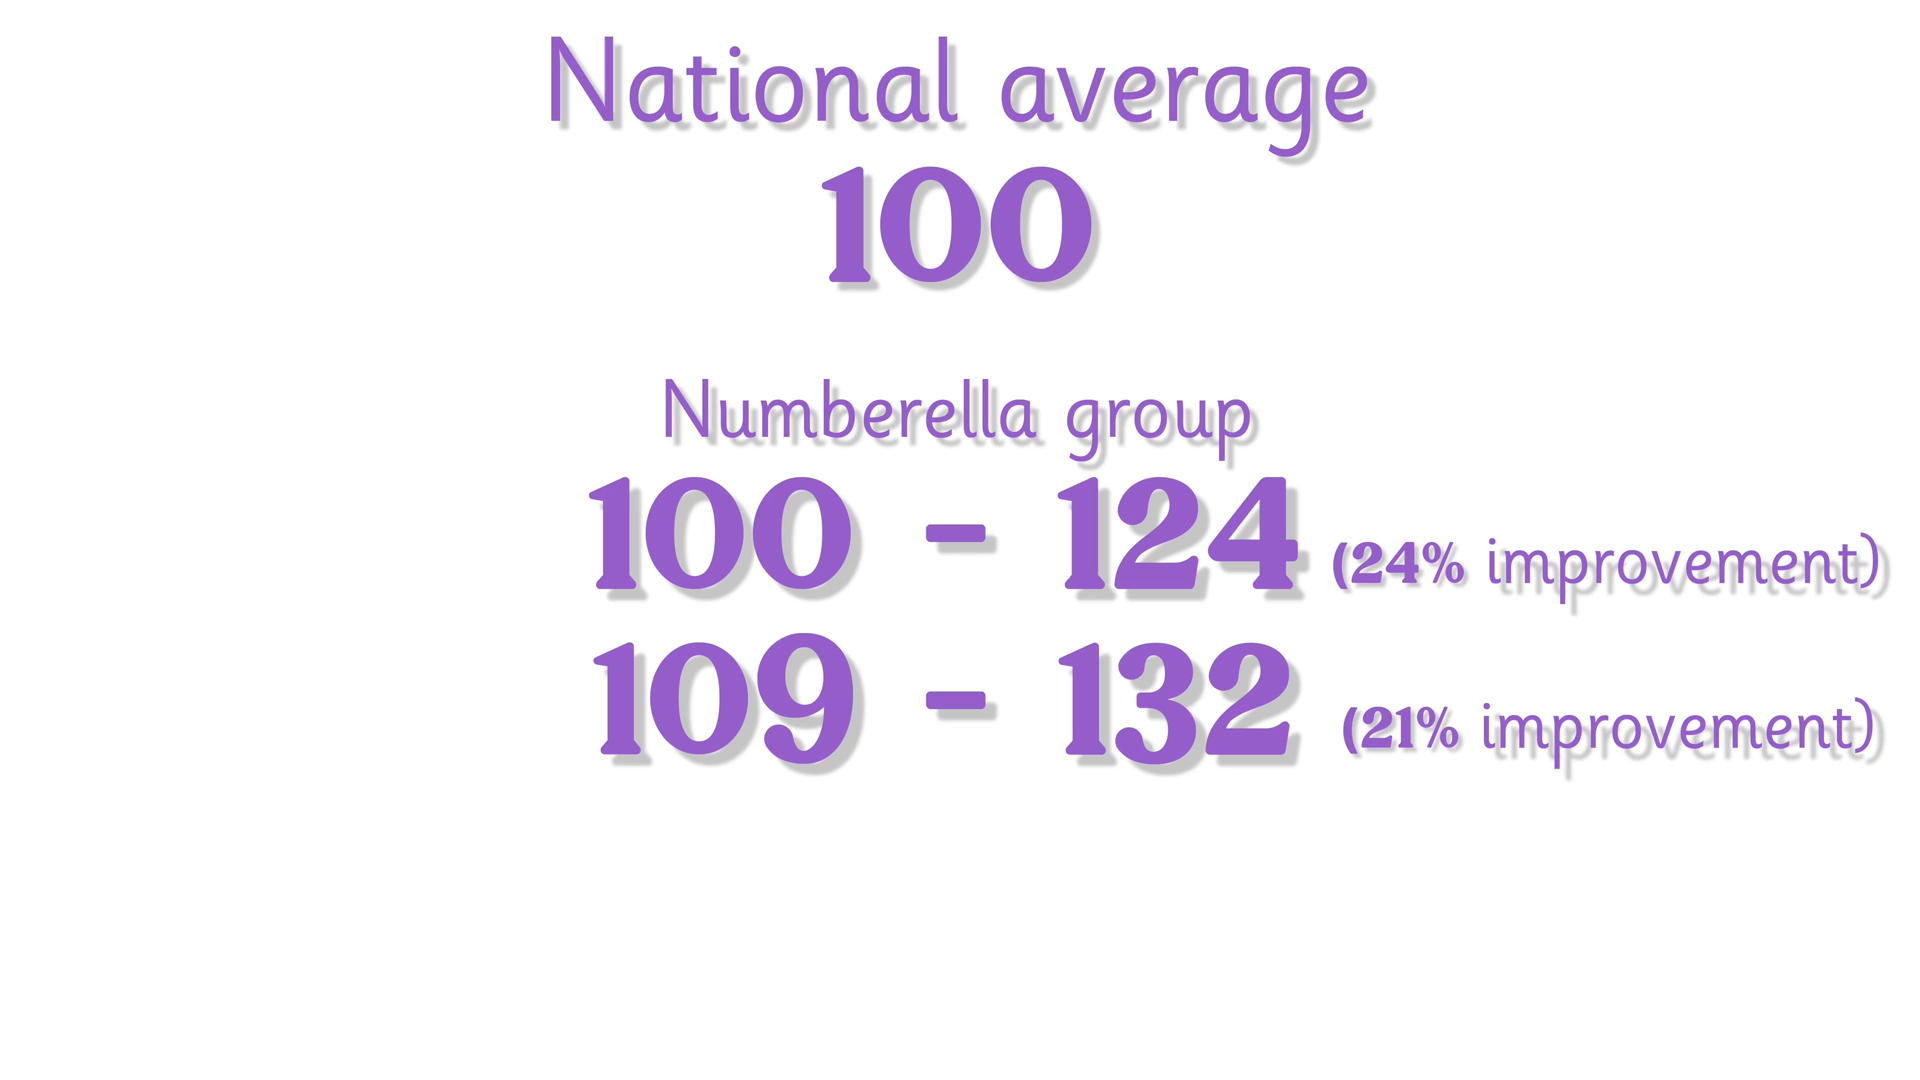 National average
100
Numberella group
100 - 124 (24% improvement)
109 - 132 (21% improvement)